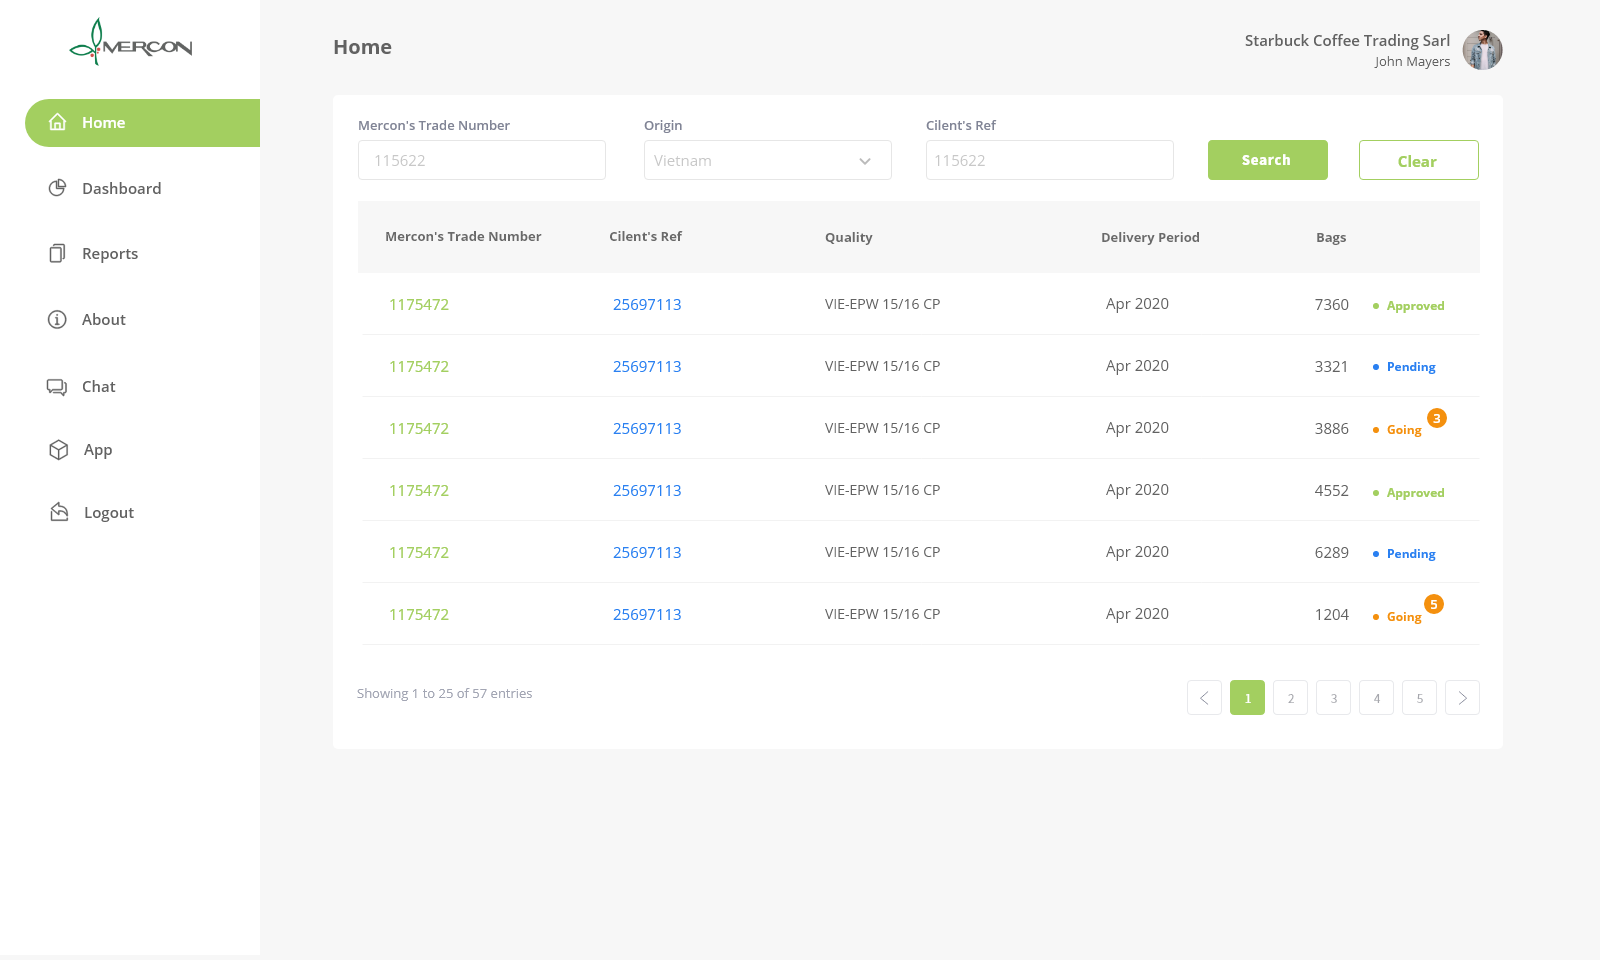 MERCON
Home
Dashboard
Reports
About
Chat
App
Logout
Home
Starbuck Coffee Trading Sarl
John Mayers
Mercon's Trade Number Origin Cilent's Ref
115622 Vietnam 115622 Search Clear
Mercon's Trade Number Cilent's Ref Quality Delivery Period Bags
1175472 25697113 VIE-EPW 15/16 CP Apr 2020 7360 Approved
1175472 25697113 VIE-EPW 15/16 CP Apr 2020 3321 Pending
1175472 25697113 VIE-EPW 15/16 CP Apr 2020 3886 Going 3
1175472 25697113 VIE-EPW 15/16 CP Apr 2020 4552 Approved
1175472 25697113 VIE-EPW 15/16 CP Apr 2020 6289 Pending
1175472 25697113 VIE-EPW 15/16 CP Apr 2020 1204 Going 5
Showing 1 to 25 of 57 entries 1 2 3 4 5